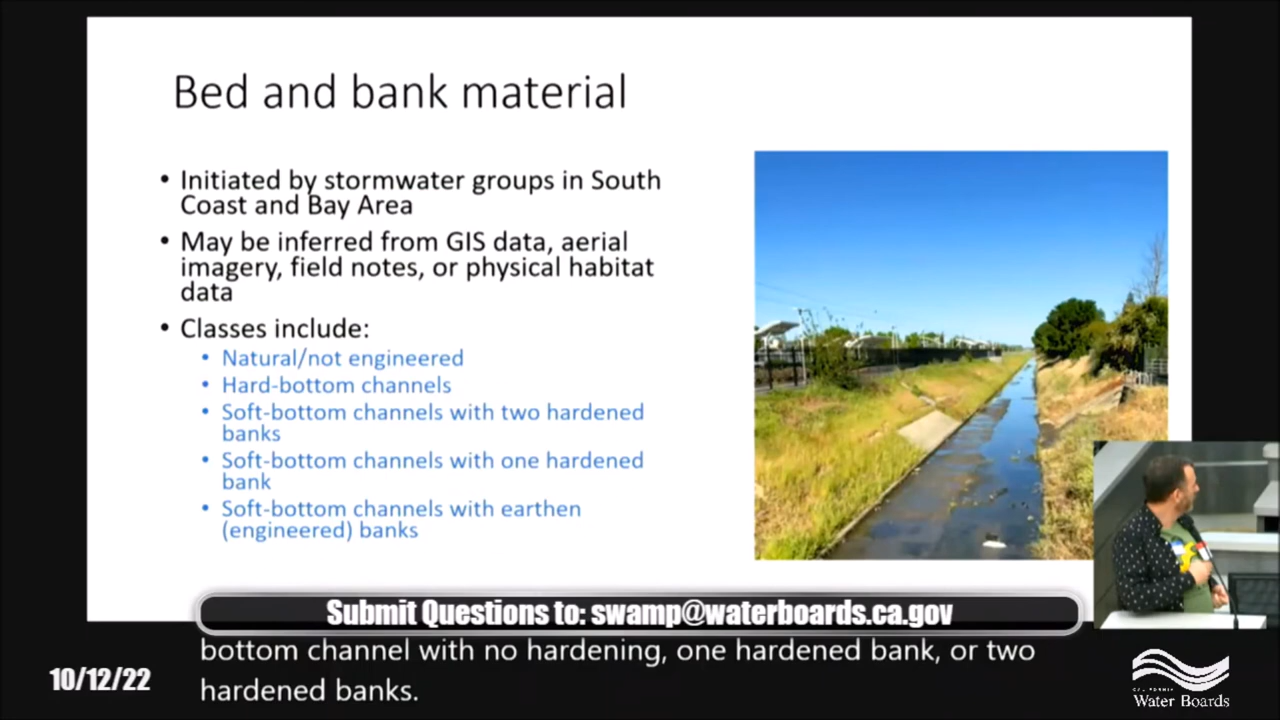 Bed and bank material
• Initiated by stormwater groups in South
Coast and Bay Area
• May be inferred from GIS data, aerial
imagery, field notes, or physical habitat
data
• Classes include:
• Natural/not engineered
• Hard-bottom channels
• Soft-bottom channels with two hardened
banks
• Soft-bottom channels with one hardened
bank
• Soft-bottom channels with earthen
(engineered) banks
Submit Questions to: swamp@waterboards.ca.gov
bottom channel with no hardening, one hardened bank, or two
hardened banks.
10/12/22
CALIFORNIA
Water Boards